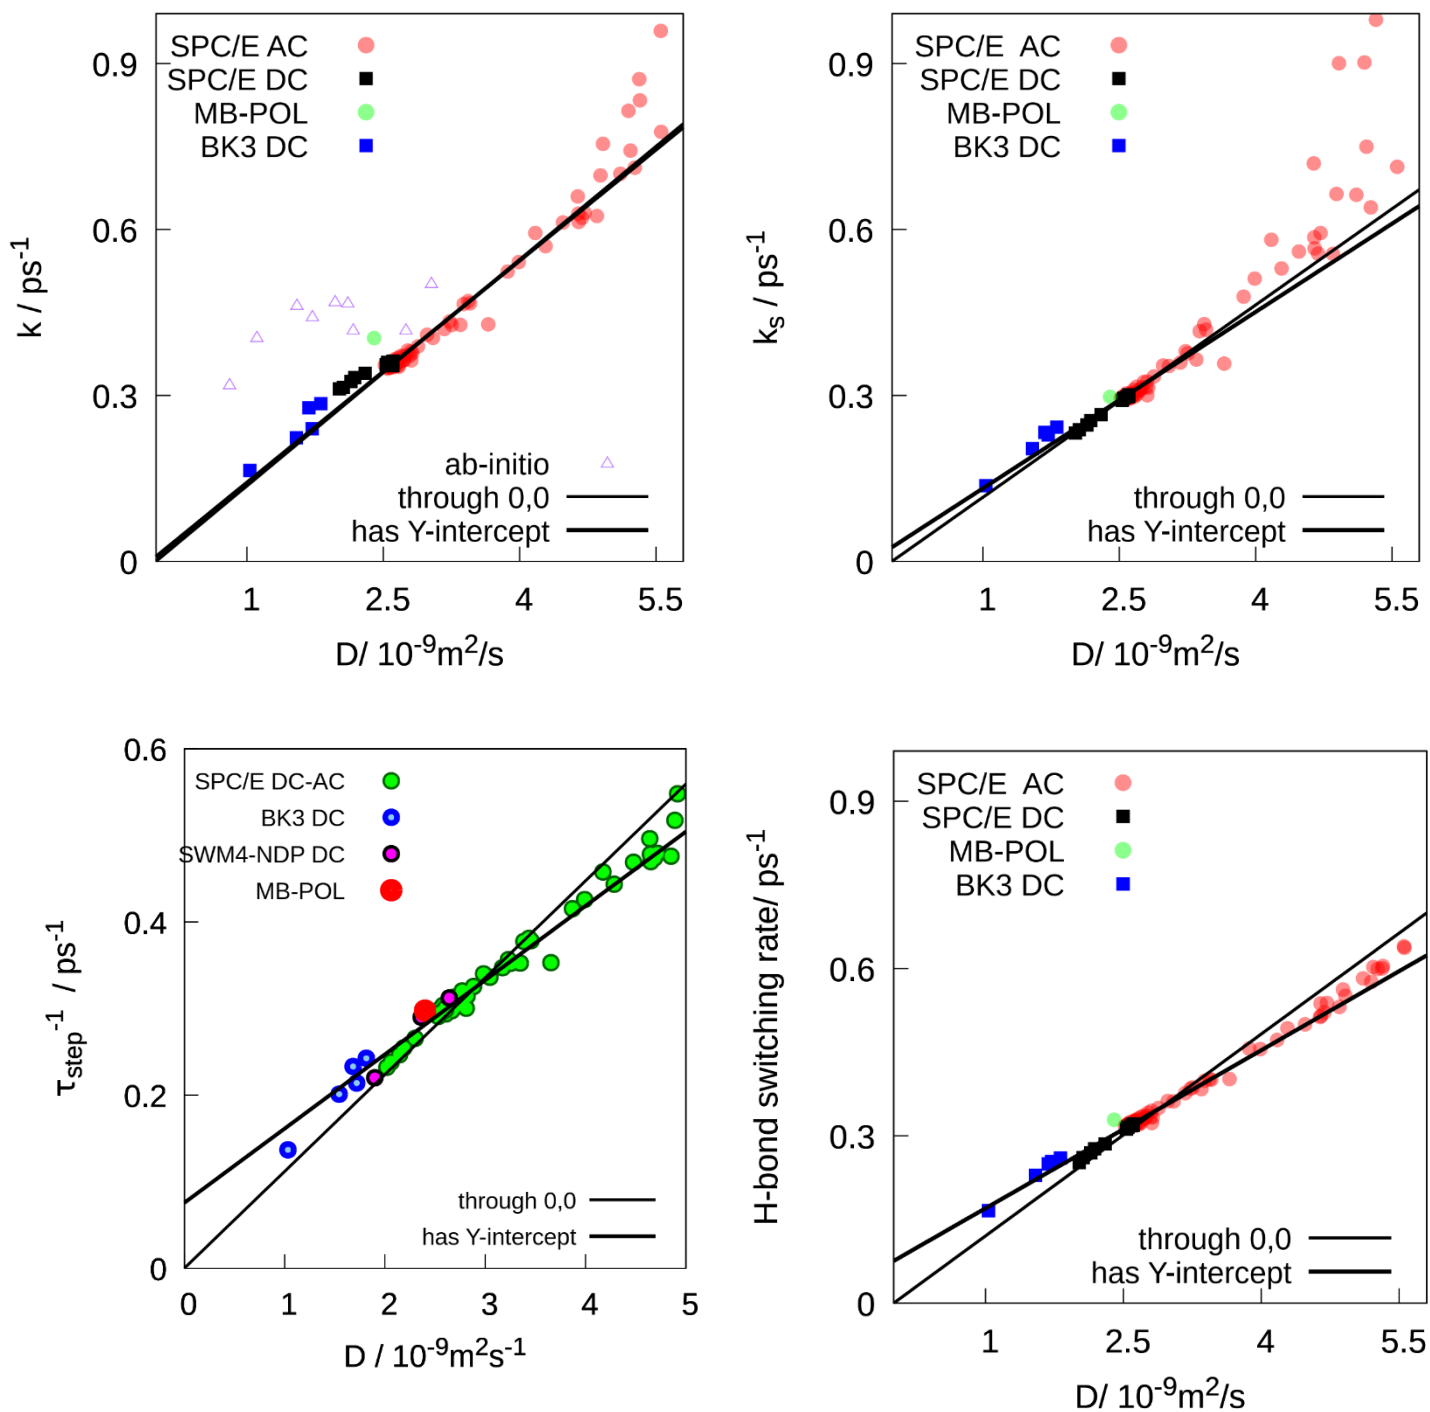 SPC/E AC
SPC/E DC
MB-POL
BK3 DC
0.9
0.6
0.3
0
k / ps-1
ab-initio
through 0,0
has Y-intercept
1 2.5 4 5.5
D/ 10-9m2/s
SPC/E AC
SPC/E DC
MB-POL
BK3 DC
0.9
0.6
0.3
0
ks / ps-1
through 0,0
has Y-intercept
1 2.5 4 5.5
D/ 10-9m2/s
SPC/E DC-AC
BK3 DC
SWM4-NDP DC
MB-POL
0.6
0.4
0.2
0
τstep-1 / ps-1
through 0,0
has Y-intercept
0 1 2 3 4 5
D / 10-9m2s-1
SPC/E AC
SPC/E DC
MB-POL
BK3 DC
0.9
0.6
0.3
0
H-bond switching rate/ ps-1
through 0,0
has Y-intercept
1 2.5 4 5.5
D/ 10-9m2/s